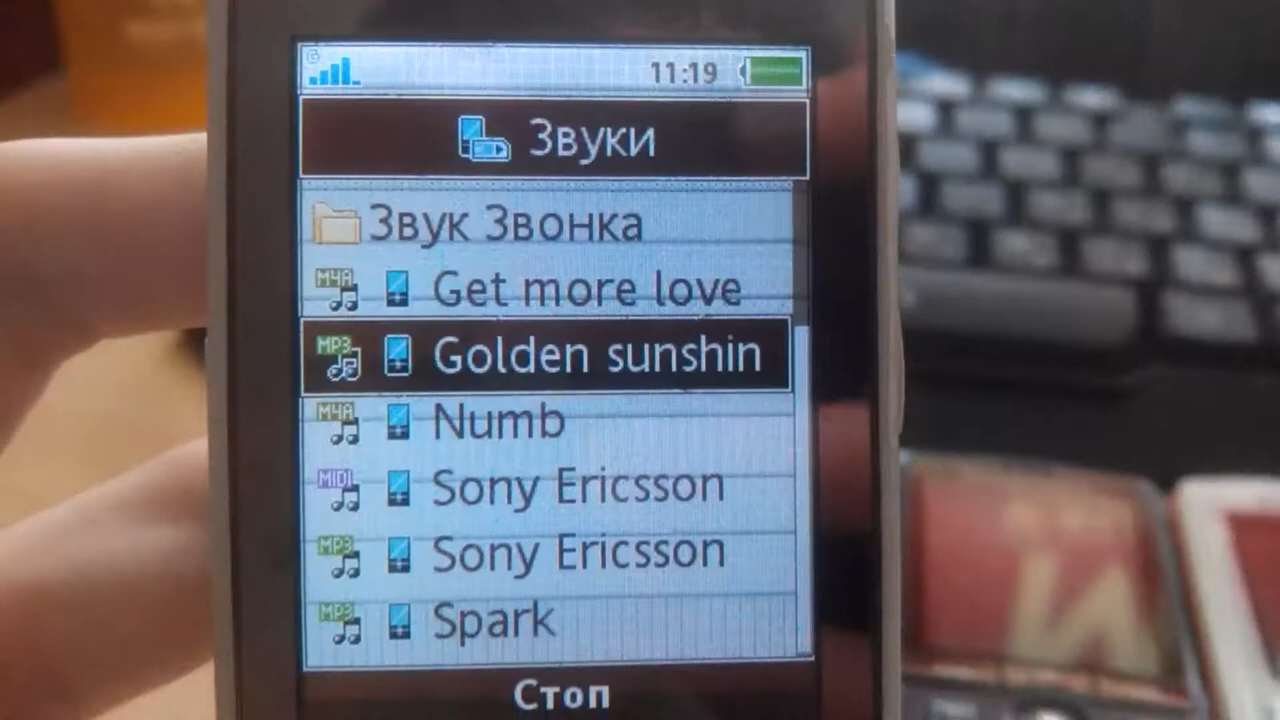 11:19
Звуки
Звук Звонка
M4A Get more love
MP3 Golden sunshin
M4A Numb
MIDI Sony Ericsson
MP3 Sony Ericsson
MP3 Spark
Стоп